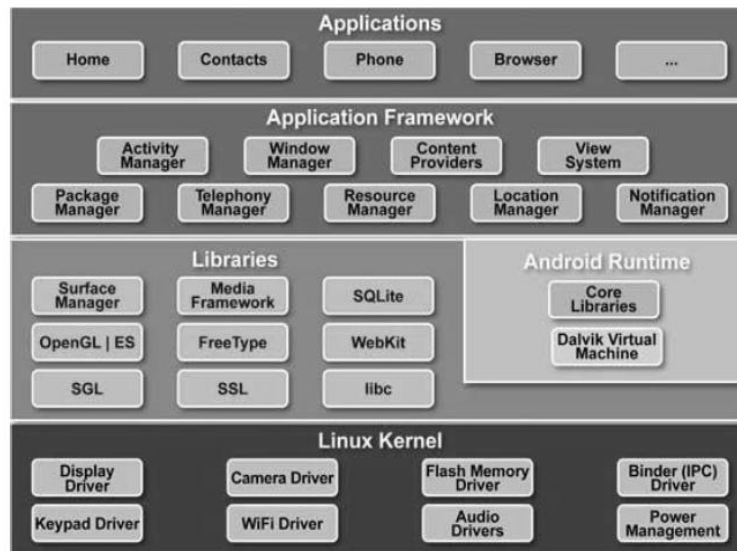 Applications
Home Contacts Phone Browser ...
Application Framework
Activity Manager
Window Manager
Content Providers
View System
Package Manager
Telephony Manager
Resource Manager
Location Manager
Notification Manager
Libraries
Surface Manager
Media Framework
SQLite
OpenGL | ES
FreeType
WebKit
SGL
SSL
libc
Android Runtime
Core Libraries
Dalvik Virtual Machine
Linux Kernel
Display Driver
Camera Driver
Flash Memory Driver
Binder (IPC) Driver
Keypad Driver
WiFi Driver
Audio Drivers
Power Management